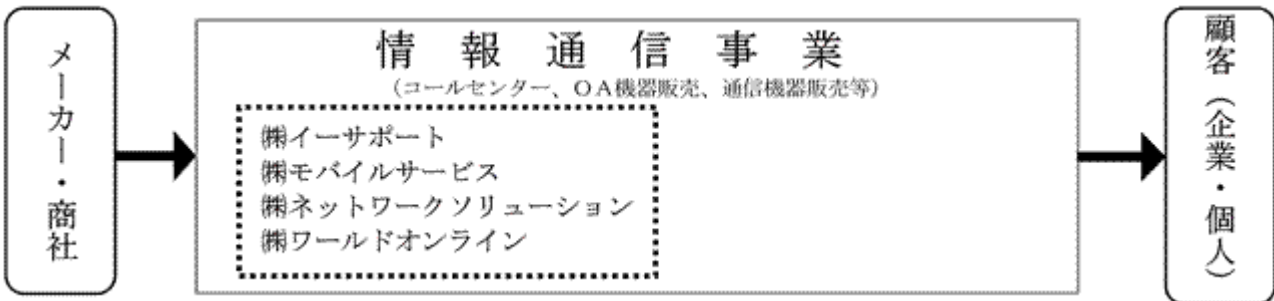 メーカー・商社
情報通信事業
（コールセンター、ＯＡ機器販売、通信機器販売等）
㈱イーサポート
㈱モバイルサービス
㈱ネットワークソリューション
㈱ワールドオンライン
顧客（企業・個人）